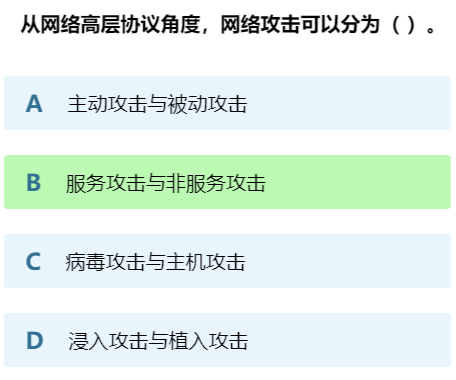 从网络高层协议角度，网络攻击可以分为（ ）。
A 主动攻击与被动攻击
B 服务攻击与非服务攻击
C 病毒攻击与主机攻击
D 浸入攻击与植入攻击